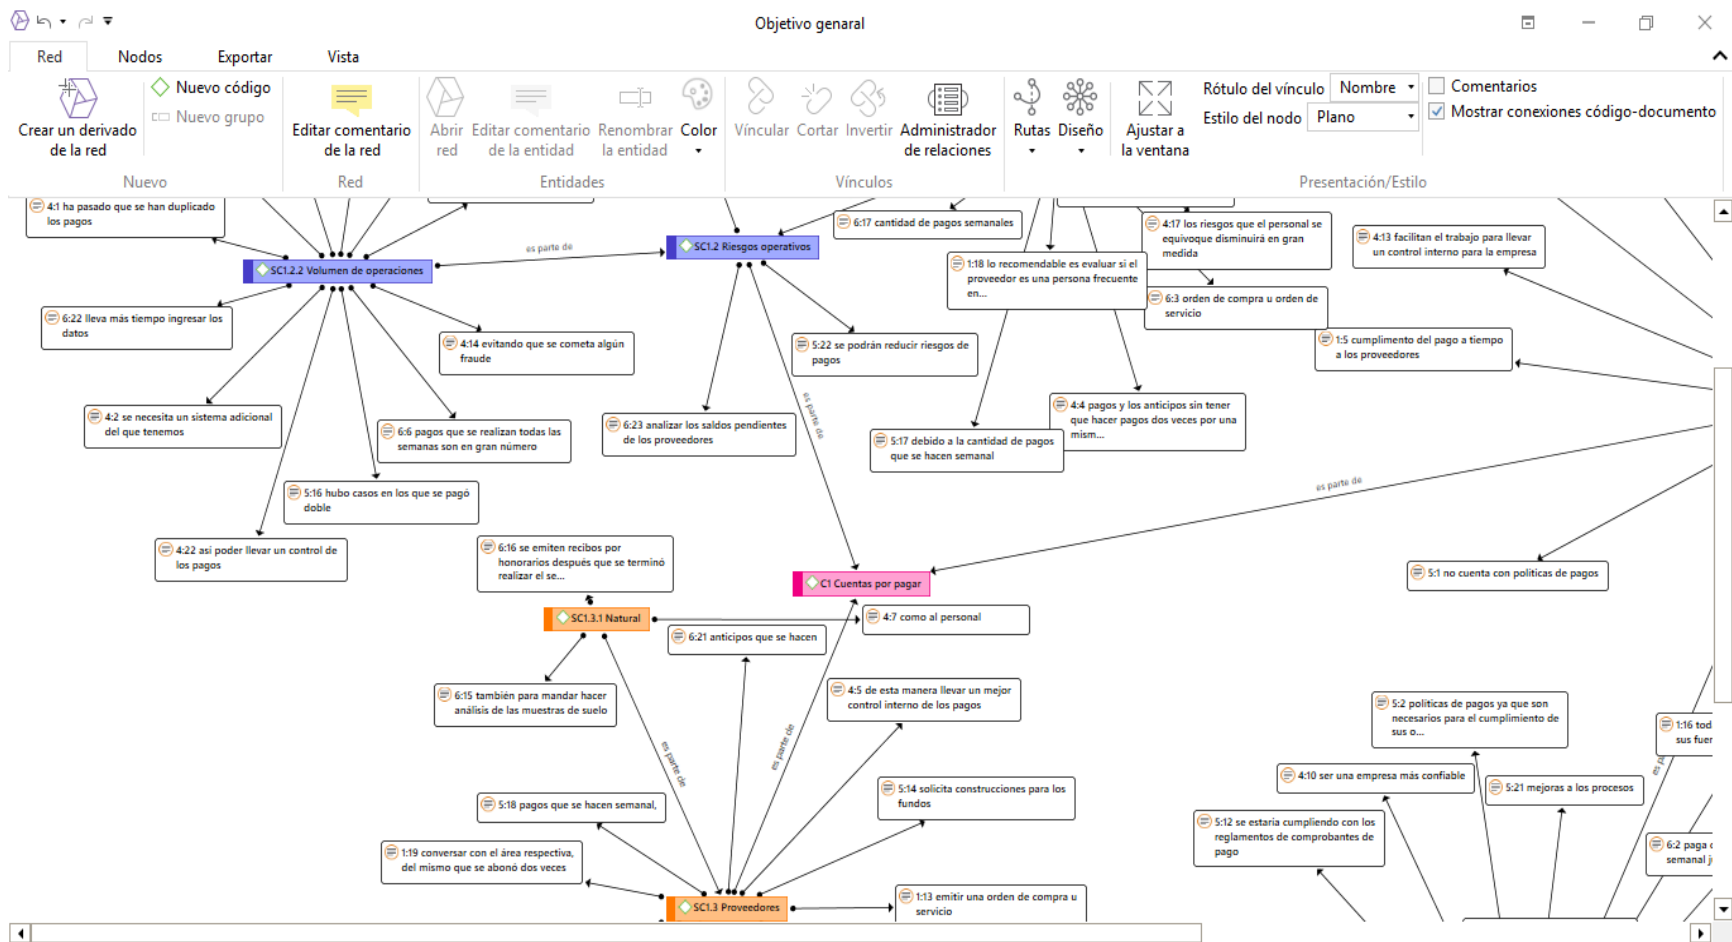 Objetivo genaral
Red
Nodos
Exportar
Vista
Crear un derivado
de la red
Nuevo código
Nuevo grupo
Nuevo
Editar comentario
de la red
Red
Abrir
red
Editar comentario
de la entidad
Renombrar
la entidad
Color
Entidades
Víncular
Cortar
Invertir
Administrador
de relaciones
Vínculos
Rutas
Diseño
Ajustar a
la ventana
Rótulo del vínculo
Nombre
Estilo del nodo
Plano
Comentarios
Mostrar conexiones código-documento
Presentación/Estilo
4:1 ha pasado que se han duplicado
los pagos
6:17 cantidad de pagos semanales
4:17 los riesgos que el personal se
equivoque disminuirá en gran
medida
4:13 facilitan el trabajo para llevar
un control interno para la empresa
SC1.2 Riesgos operativos
es parte de
SC1.2.2 Volumen de operaciones
1:18 lo recomendable es evaluar si el
proveedor es una persona frecuente
en...
6:3 orden de compra u orden de
servicio
6:22 lleva más tiempo ingresar los
datos
4:14 evitando que se cometa algún
fraude
5:22 se podrán reducir riesgos de
pagos
1:5 cumplimento del pago a tiempo
a los proveedores
4:2 se necesita un sistema adicional
del que tenemos
6:6 pagos que se realizan todas las
semanas son en gran número
6:23 analizar los saldos pendientes
de los proveedores
es parte de
4:4 pagos y los anticipos sin tener
que hacer pagos dos veces por una
mism...
5:17 debido a la cantidad de pagos
que se hacen semanal
5:16 hubo casos en los que se pagó
doble
es parte de
4:22 asi poder llevar un control de
los pagos
6:16 se emiten recibos por
honorarios después que se terminó
realizar el se...
C1 Cuentas por pagar
5:1 no cuenta con politicas de pagos
SC1.3.1 Natural
4:7 como al personal
6:21 anticipos que se hacen
6:15 también para mandar hacer
análisis de las muestras de suelo
4:5 de esta manera llevar un mejor
control interno de los pagos
5:2 políticas de pagos ya que son
necesarios para el cumplimiento de
sus o...
1:16 tod
sus fuer
es parte de
es parte de
es p
4:10 ser una empresa más confiable
5:21 mejoras a los procesos
5:18 pagos que se hacen semanal,
5:14 solicita construcciones para los
fundos
5:12 se estaría cumpliendo con los
reglamentos de comprobantes de
pago
6:2 paga
semanal
1:19 conversar con el área respectiva,
del mismo que se abonó dos veces
SC1.3 Proveedores
1:13 emitir una orden de compra u
servicio